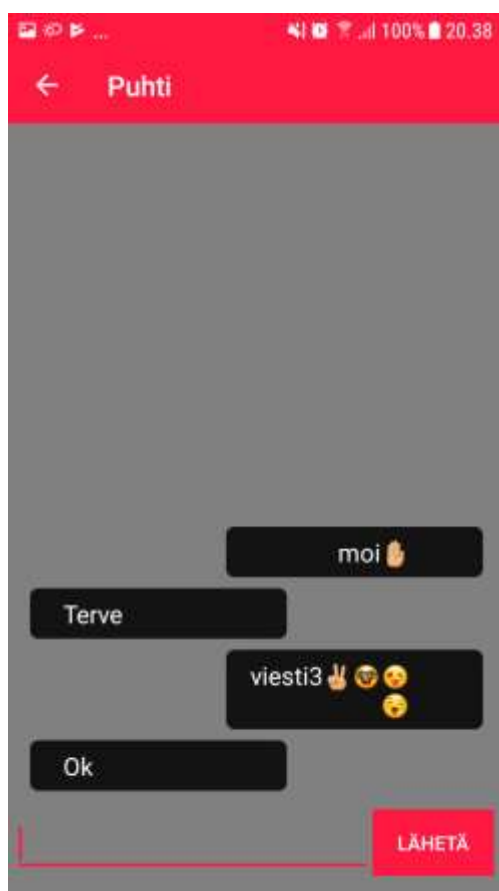 ... 100% 20.38
Puhti
moi✋🏼
Terve
viesti3✌🏼🤓😗
😙
Ok
LÄHETÄ